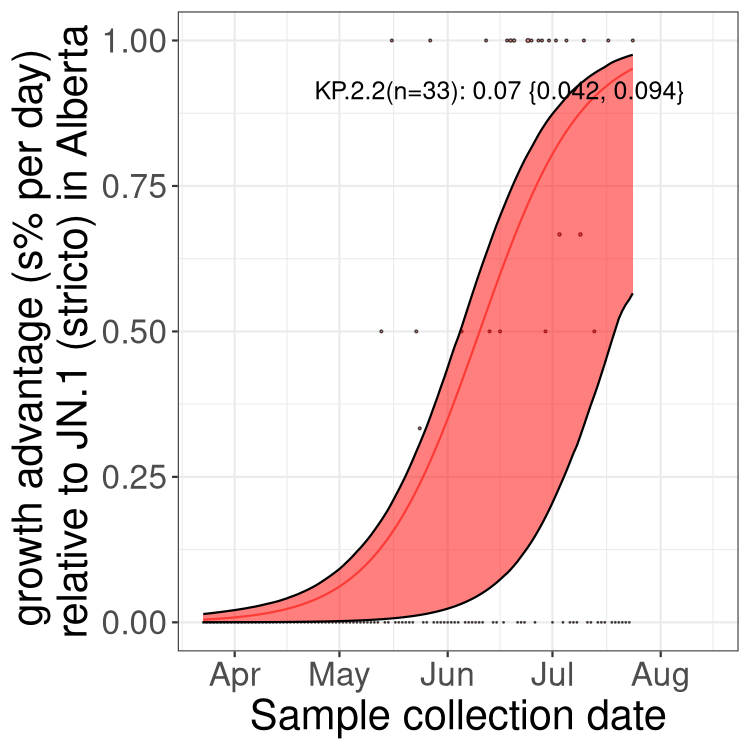 growth advantage (s% per day)
relative to JN.1 (stricto) in Alberta
1.00
0.75
0.50
0.25
0.00
KP.2.2(n=33): 0.07 {0.042, 0.094}
Apr May Jun Jul Aug
Sample collection date